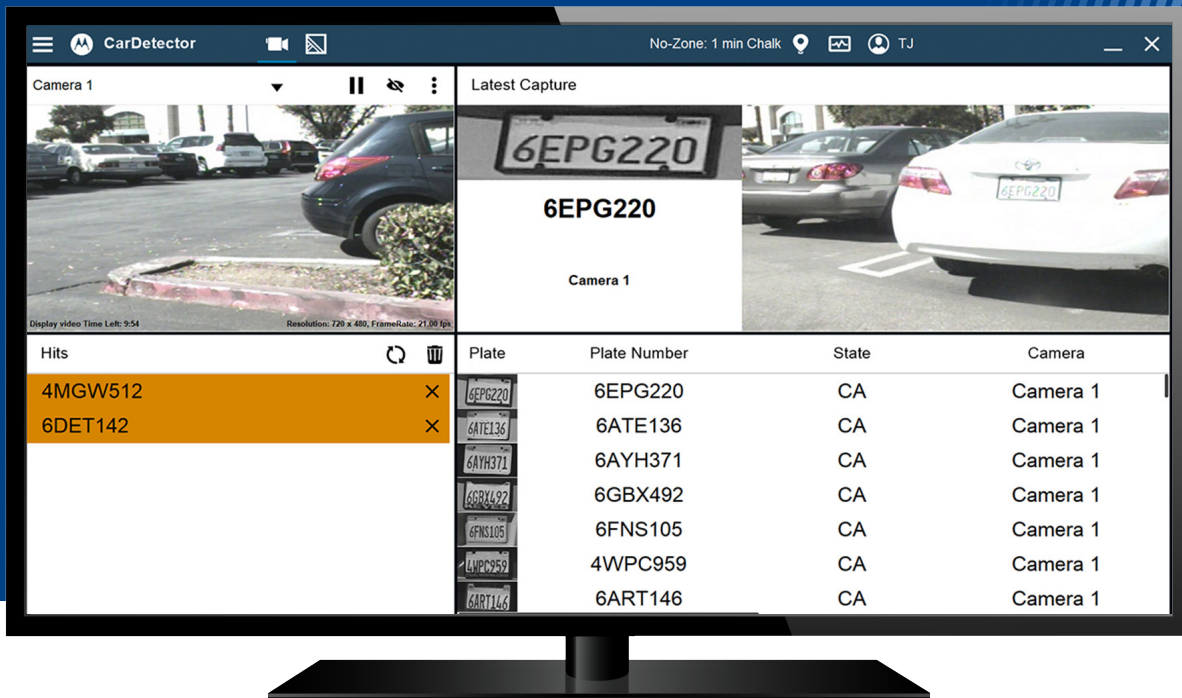 CarDetector
No-Zone: 1 min Chalk
TJ
Camera 1
Display video Time Left: 9:54
Resolution: 720 x 480, FrameRate: 21.00 fps
Latest Capture
6EPG220
6EPG220
Camera 1
6EPG220
Hits
4MGW512
6DET142
Plate Plate Number State Camera
6EPG220 6EPG220 CA Camera 1
6ATE136 6ATE136 CA Camera 1
6AYH371 6AYH371 CA Camera 1
6GBX492 6GBX492 CA Camera 1
6FNS105 6FNS105 CA Camera 1
4WPC959 4WPC959 CA Camera 1
6ART146 6ART146 CA Camera 1